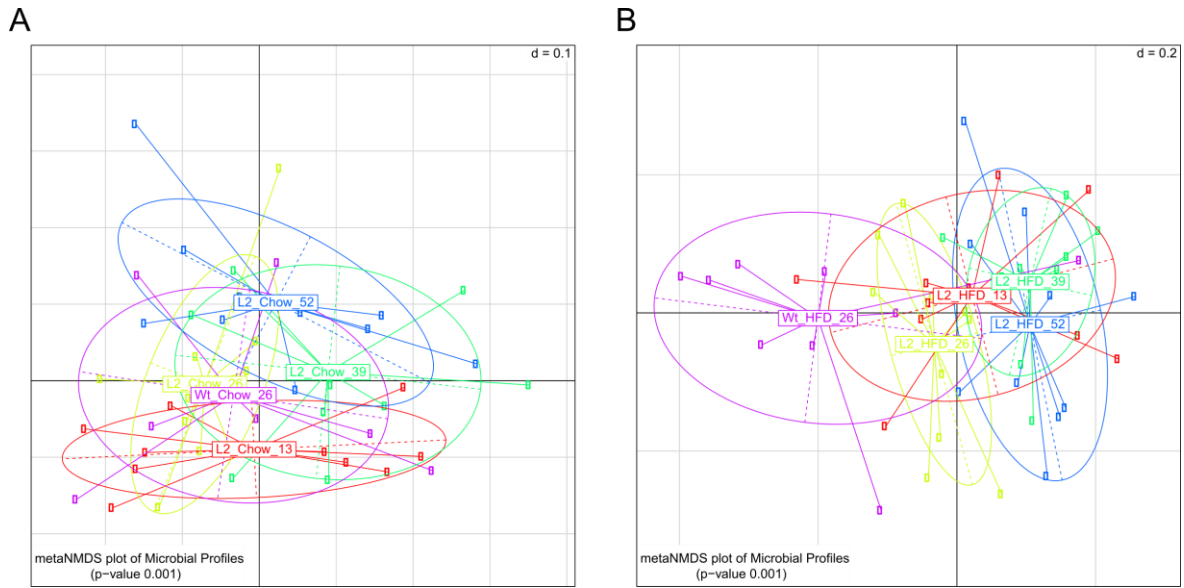 A
d = 0.1
L2_Chow_52
L2_Chow_39
L2_Chow_26
Wt_Chow_26
L2_Chow_13
metaNMDS plot of Microbial Profiles
(p-value 0.001)
B
d = 0.2
L2_HFD_39
L2_HFD_13
Wt_HFD_26
L2_HFD_52
L2_HFD_26
metaNMDS plot of Microbial Profiles
(p-value 0.001)